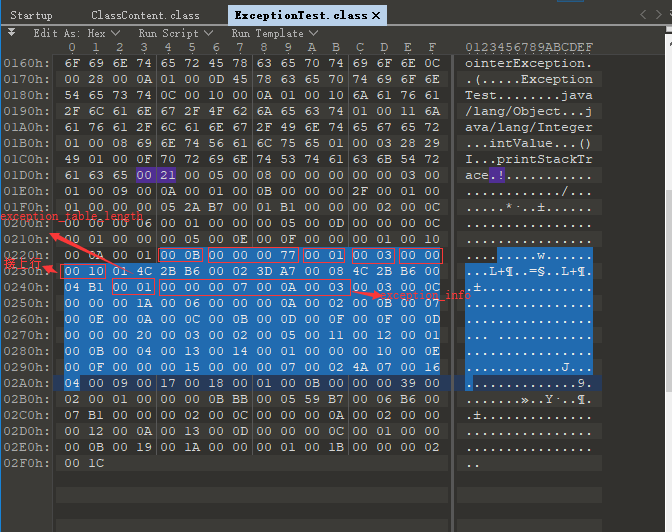 Startup ClassContent.class ExceptionTest.class ×
Edit As: Hex Run Script Run Template
0 1 2 3 4 5 6 7 8 9 A B C D E F 0123456789ABCDEF
0160h: 6F 69 6E 74 65 72 45 78 63 65 70 74 69 6F 6E 0C ointerException.
0170h: 00 28 00 0A 01 00 0D 45 78 63 65 70 74 69 6F 6E .(.....Exception
0180h: 54 65 73 74 0C 00 10 00 0A 01 00 10 6A 61 76 61 Test........java
0190h: 2F 6C 61 6E 67 2F 4F 62 6A 65 63 74 01 00 11 6A /lang/Object...j
01A0h: 61 76 61 2F 6C 61 6E 67 2F 49 6E 74 65 67 65 72 ava/lang/Integer
01B0h: 01 00 08 69 6E 74 56 61 6C 75 65 01 00 03 28 29 ...intValue...()
01C0h: 49 01 00 0F 70 72 69 6E 74 53 74 61 63 6B 54 72 I...printStackTr
01D0h: 61 63 65 00 21 00 05 00 08 00 00 00 00 00 03 00 ace.!...........
01E0h: 01 00 09 00 0A 00 01 00 0B 00 00 00 2F 00 01 00 ............/...
01F0h: 01 00 00 00 05 2A B7 00 01 B1 00 00 00 02 00 0C .....*·..±......
exception_table_length
0200h: 00 00 00 06 00 01 00 00 00 05 00 0D 00 00 00 0C ................
0210h: 00 01 00 00 00 05 00 0E 00 0F 00 00 00 01 00 10 ................
0220h: 00 0A 00 01 00 0B 00 00 00 77 00 01 00 03 00 00 .........w......
接上行
0230h: 00 10 01 4C 2B B6 00 02 3D A7 00 08 4C 2B B6 00 ...L+¶..=§..L+¶.
0240h: 04 B1 00 01 00 00 00 07 00 0A 00 03 00 03 00 0C .±..............
exception_info
0250h: 00 00 00 1A 00 06 00 00 00 0A 00 02 00 0B 00 07 ................
0260h: 00 0E 00 0A 00 0C 00 0B 00 0D 00 0F 00 0F 00 0D ................
0270h: 00 00 00 20 00 03 00 02 00 05 00 11 00 12 00 01 ... ............
0280h: 00 0B 00 04 00 13 00 14 00 01 00 00 00 10 00 0E ................
0290h: 00 0F 00 00 00 15 00 00 00 07 00 02 4A 07 00 16 ............J...
02A0h: 04 00 09 00 17 00 18 00 01 00 0B 00 00 00 39 00 ..............9.
02B0h: 02 00 01 00 00 00 0B BB 00 05 59 B7 00 06 B6 00 .......»..Y·..¶.
02C0h: 07 B1 00 00 00 02 00 0C 00 00 00 0A 00 02 00 00 .±..............
02D0h: 00 12 00 0A 00 13 00 0D 00 00 00 0C 00 01 00 00 ................
02E0h: 00 0B 00 19 00 1A 00 00 00 01 00 1B 00 00 00 02 ................
02F0h: 00 1C ..